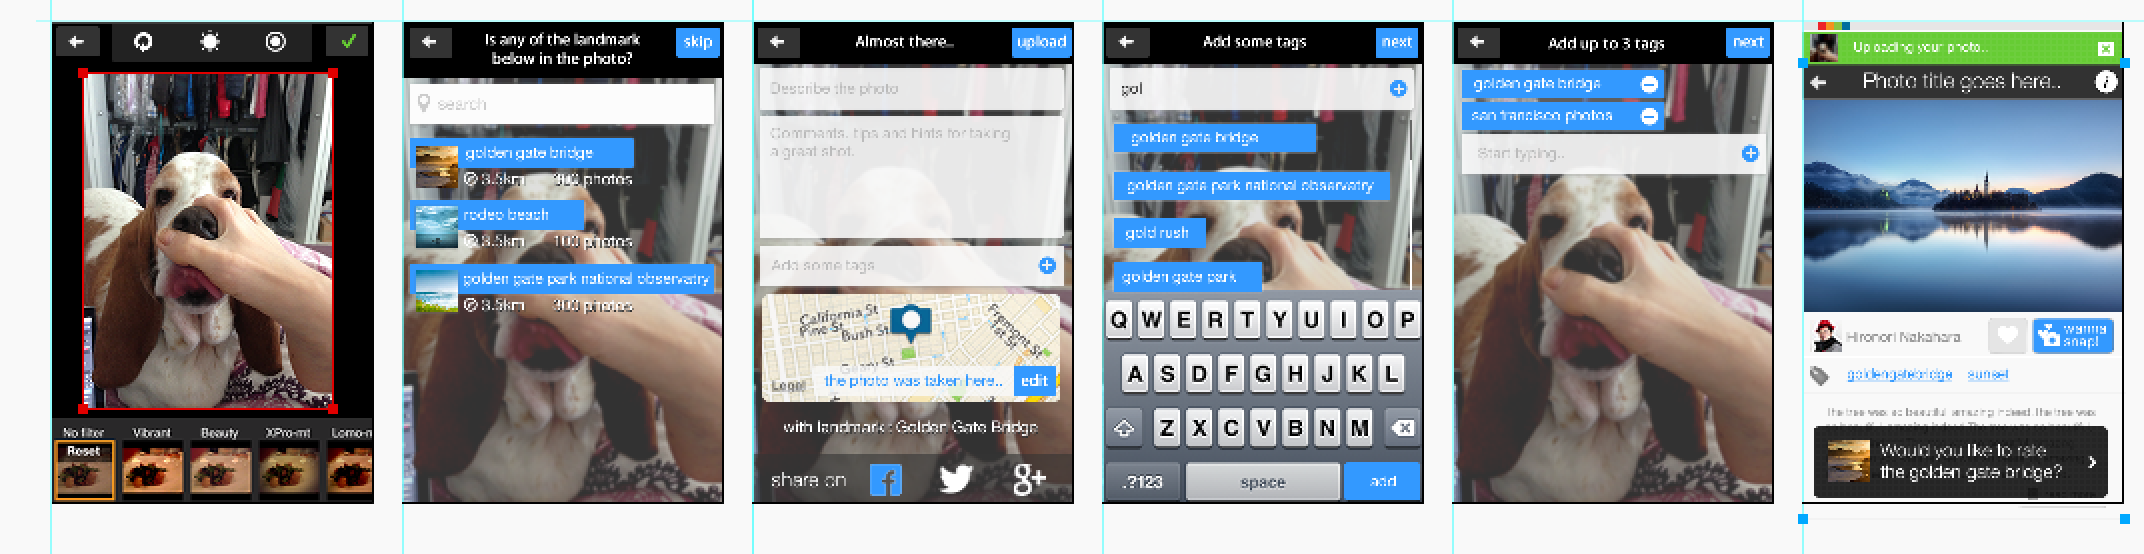 No filter
Vibrant
Beauty
XPro-mt
Lomo-n
Reset
Is any of the landmark
below in the photo?
skip
search
golden gate bridge
3.5km
300 photos
rodeo beach
3.5km
100 photos
golden gate park national observatry
3.5km
300 photos
Almost there..
upload
Describe the photo
Comments, tips and hints for taking
a great shot.
Add some tags
California St
Pine St
Bush St
Geary St
Fremont St
1st St
Legal
the photo was taken here..
edit
with landmark : Golden Gate Bridge
share on
f
g+
Add some tags
next
gol
golden gate bridge
golden gate park national observatry
gold rush
golden gate park
Q W E R T Y U I O P
A S D F G H J K L
Z X C V B N M
.?123
space
add
Add up to 3 tags
next
golden gate bridge
san francisco photos
Start typing..
Uploading your photo..
Photo title goes here..
i
Hironori Nakahara
wanna
snap!
goldengatebridge
sunset
the tree was so beautiful. amazing indeed. the tree was
Would you like to rate
the golden gate bridge?